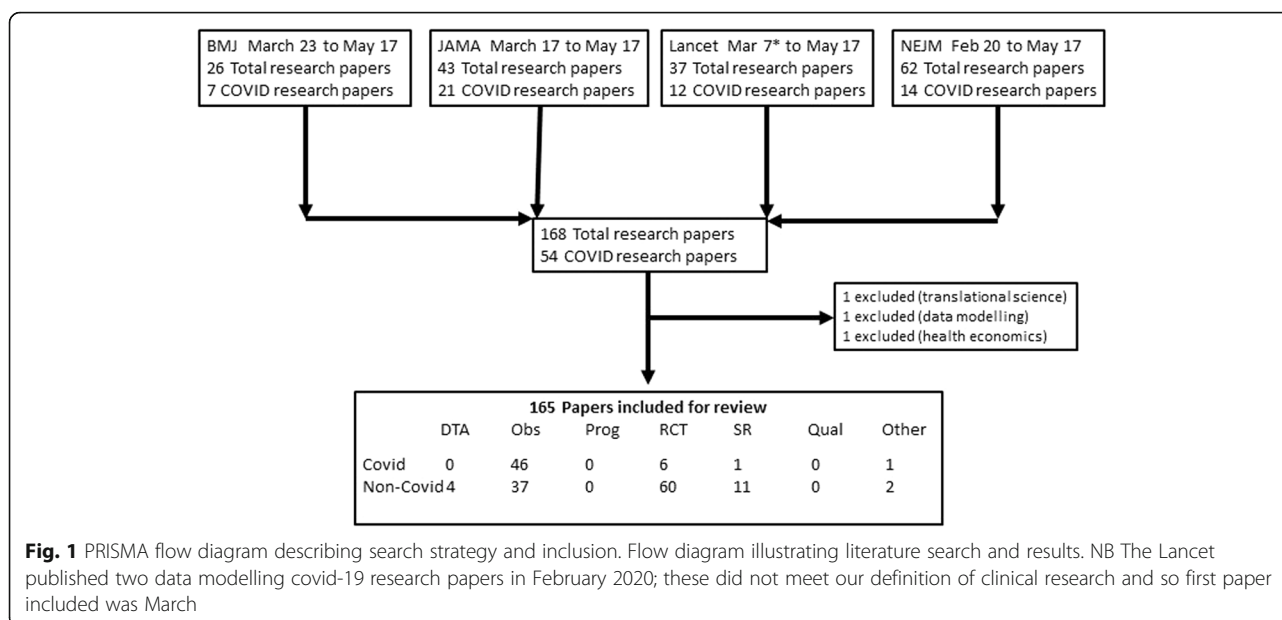 BMJ March 23 to May 17
26 Total research papers
7 COVID research papers
JAMA March 17 to May 17
43 Total research papers
21 COVID research papers
Lancet Mar 7* to May 17
37 Total research papers
12 COVID research papers
NEJM Feb 20 to May 17
62 Total research papers
14 COVID research papers
168 Total research papers
54 COVID research papers
1 excluded (translational science)
1 excluded (data modelling)
1 excluded (health economics)
165 Papers included for review
DTA Obs Prog RCT SR Qual Other
Covid 0 46 0 6 1 0 1
Non-Covid 4 37 0 60 11 0 2
Fig. 1 PRISMA flow diagram describing search strategy and inclusion. Flow diagram illustrating literature search and results. NB The Lancet
published two data modelling covid-19 research papers in February 2020; these did not meet our definition of clinical research and so first paper
included was March